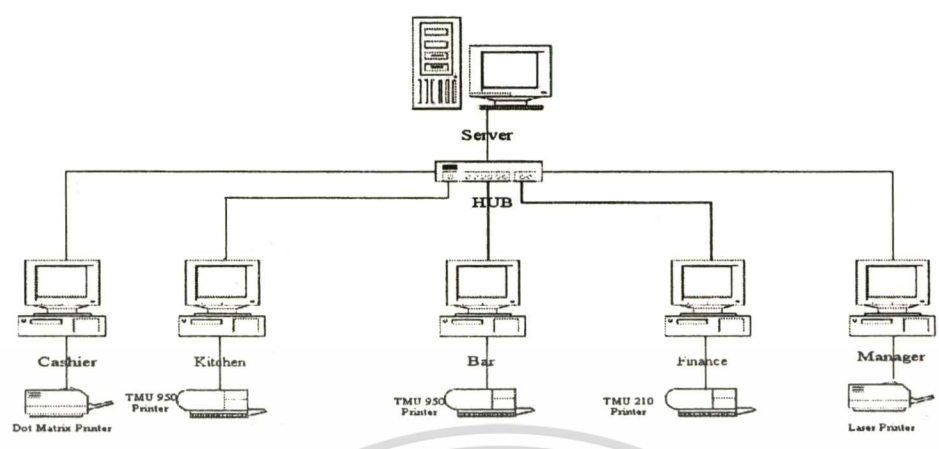 Server
HUB
Cashier
Kitchen
Bar
Finance
Manager
Dot Matrix Printer
TMU 950
Printer
TMU 950
Printer
TMU 210
Printer
Laser Printer